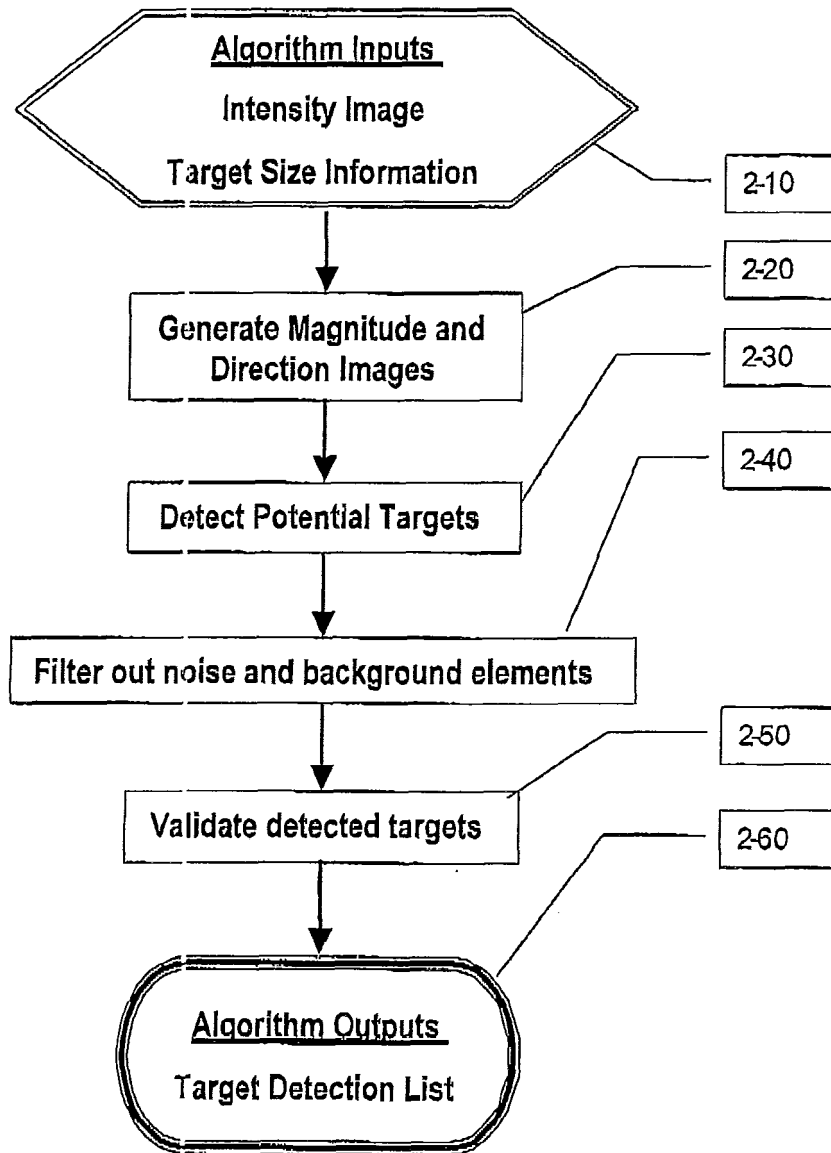 Algorithm Inputs
Intensity Image
Target Size Information
2-10
2-20
Generate Magnitude and
Direction Images
2-30
Detect Potential Targets
2-40
Filter out noise and background elements
2-50
Validate detected targets
2-60
Algorithm Outputs
Target Detection List